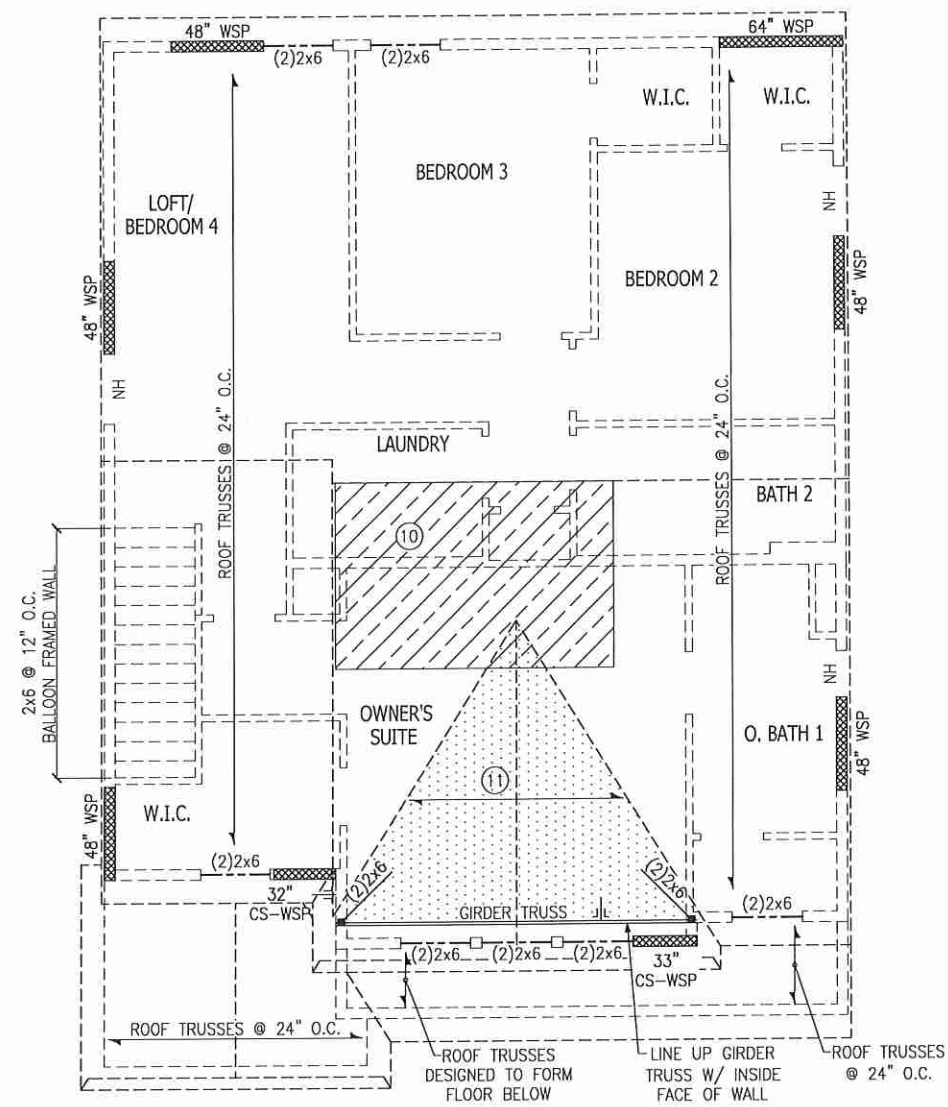 48" WSP
(2)2x6
(2)2x6
64" WSP
W.I.C.
W.I.C.
BEDROOM 3
LOFT/
BEDROOM 4
NH
BEDROOM 2
48" WSP
48" WSP
NH
ROOF TRUSSES @ 24" O.C.
ROOF TRUSSES @ 24" O.C.
LAUNDRY
BATH 2
10
2x6 @ 12" O.C.
BALLOON FRAMED WALL
NH
OWNER'S
SUITE
O. BATH 1
48" WSP
11
W.I.C.
48" WSP
(2)2x6
32"
CS-WSP
(2)2x6
(2)2x6
GIRDER TRUSS
(2)2x6
(2)2x6
(2)2x6
(2)2x6
33"
CS-WSP
ROOF TRUSSES @ 24" O.C.
ROOF TRUSSES
DESIGNED TO FORM
FLOOR BELOW
LINE UP GIRDER
TRUSS W/ INSIDE
FACE OF WALL
ROOF TRUSSES
@ 24" O.C.